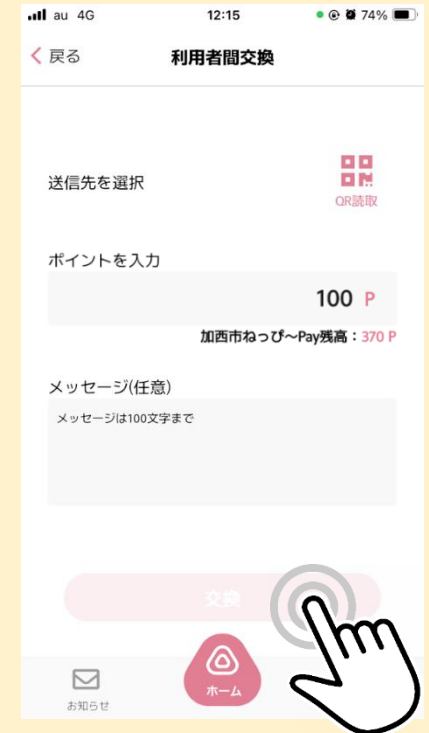 au 4G 12:15 74%
戻る 利用者間交換
送信先を選択
QR読取
ポイントを入力
100 P
加西市ねっぴ〜Pay残高：370 P
メッセージ(任意)
メッセージは100文字まで
交換
お知らせ
ホーム